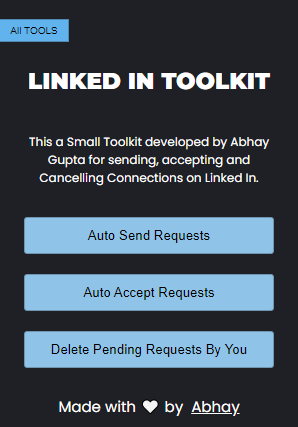 All TOOLS
LINKED IN TOOLKIT
This a Small Toolkit developed by Abhay
Gupta for sending, accepting and
Cancelling Connections on Linked In.
Auto Send Requests
Auto Accept Requests
Delete Pending Requests By You
Made with 🤍 by Abhay